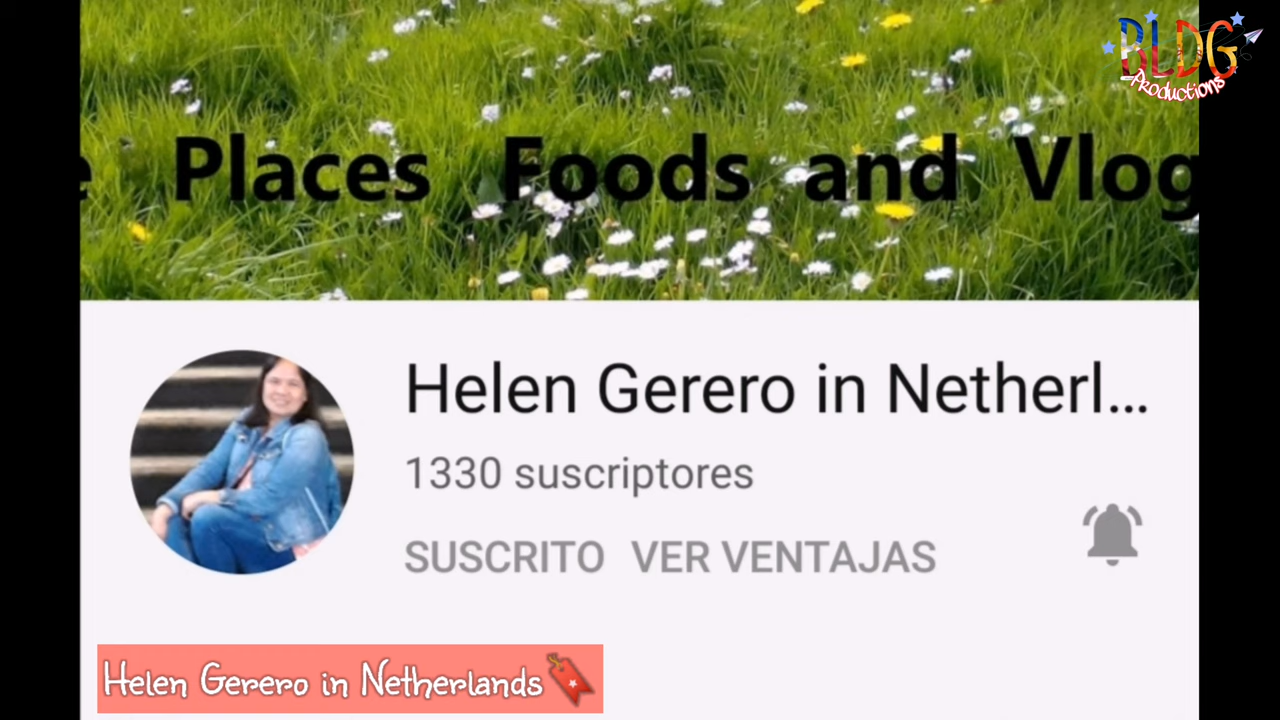 BLDG
Productions
e Places Foods and Vlog
Helen Gerero in Netherl...
1330 suscriptores
SUSCRITO VER VENTAJAS
Helen Gerero in Netherlands